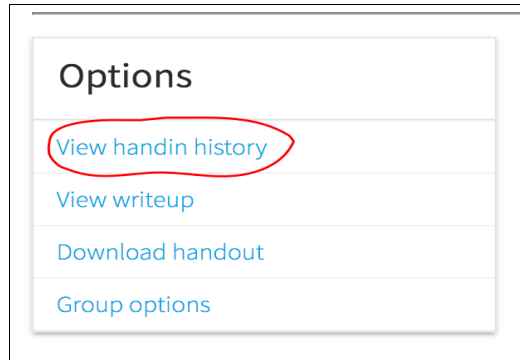 Options
View handin history
View writeup
Download handout
Group options